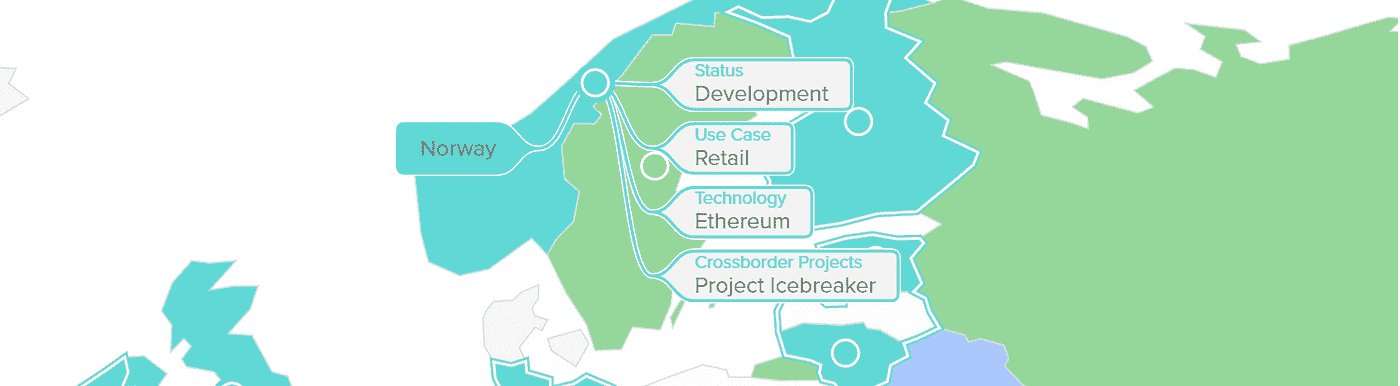 Norway
Status
Development
Use Case
Retail
Technology
Ethereum
Crossborder Projects
Project Icebreaker